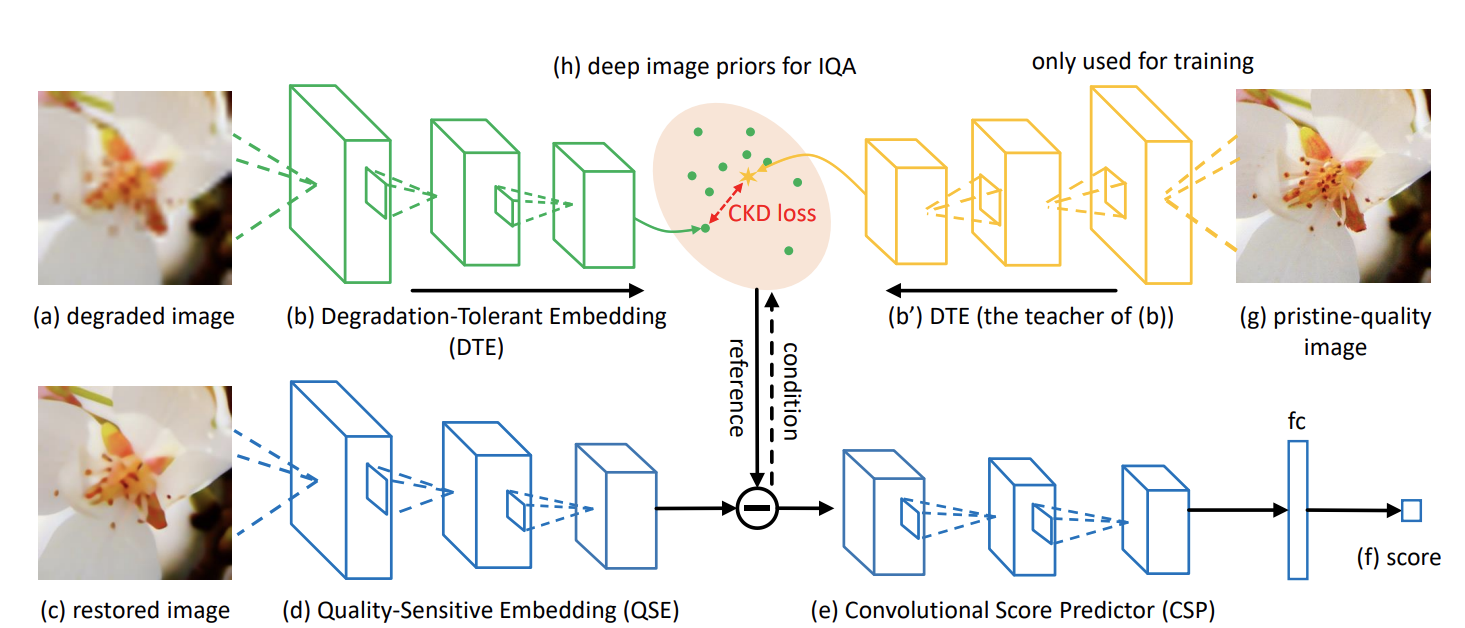 (h) deep image priors for IQA
only used for training
CKD loss
(a) degraded image
(b) Degradation-Tolerant Embedding
(DTE)
(b’) DTE (the teacher of (b))
(g) pristine-quality
image
reference
condition
fc
(f) score
(c) restored image
(d) Quality-Sensitive Embedding (QSE)
(e) Convolutional Score Predictor (CSP)